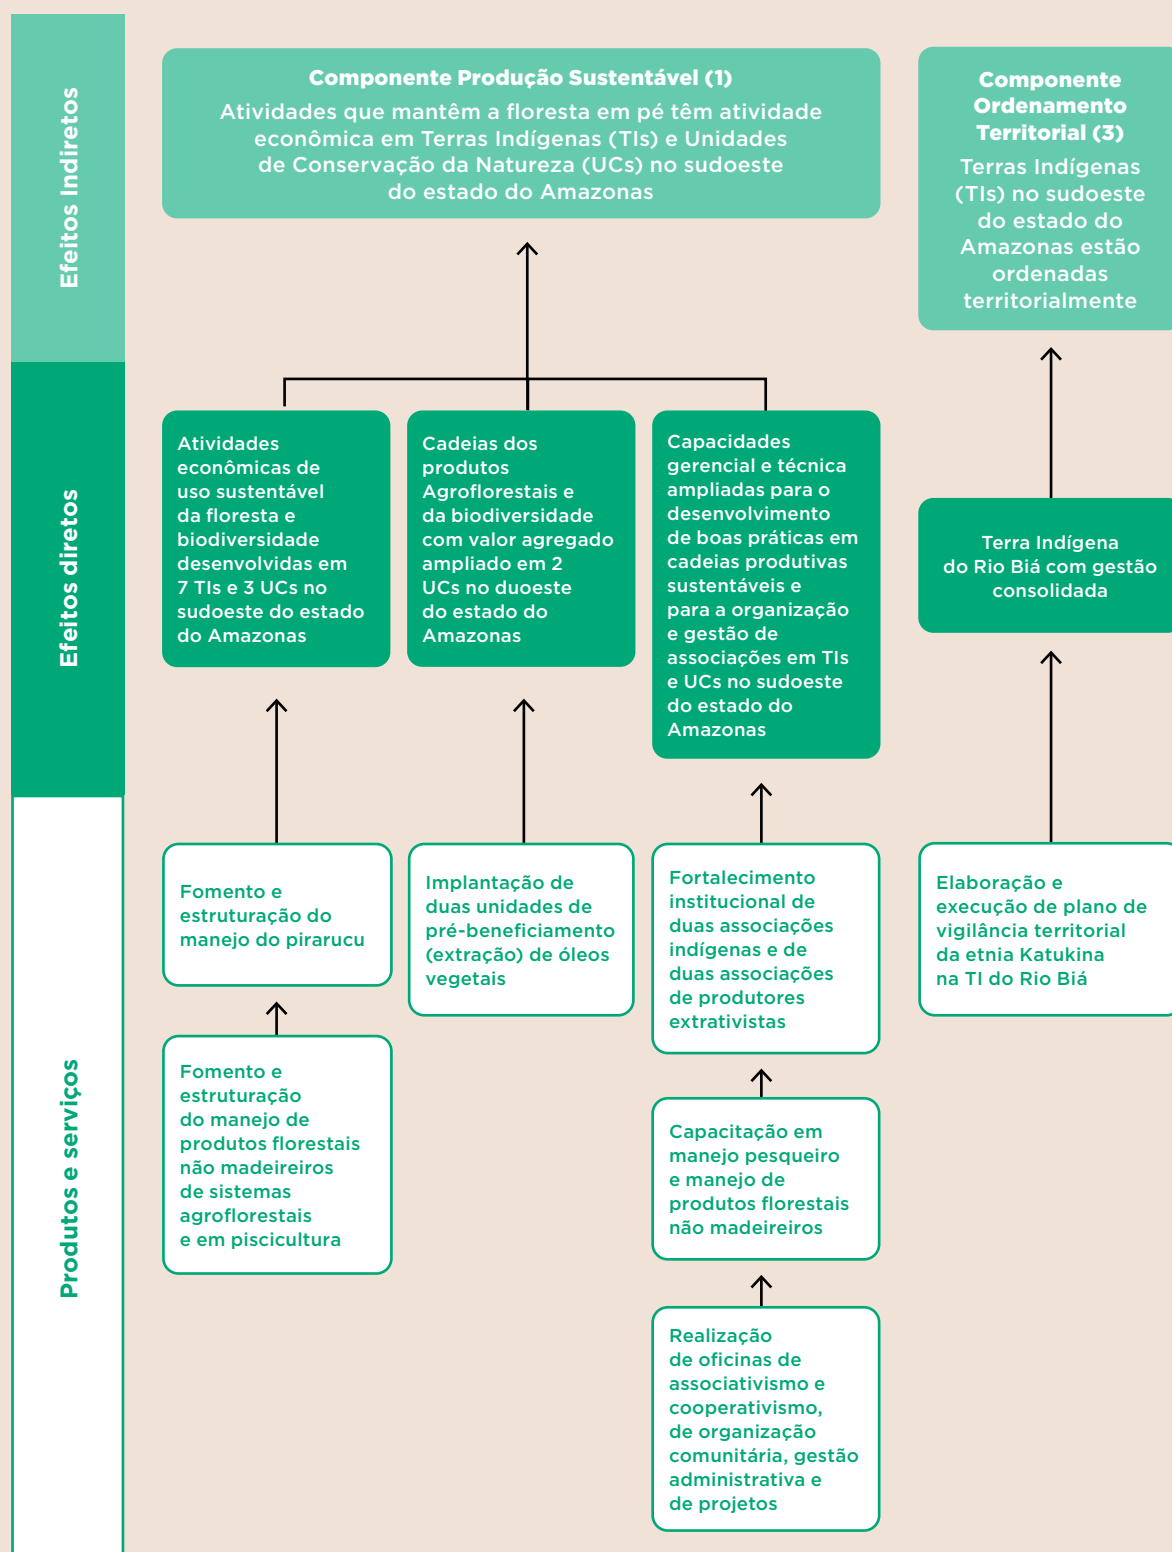 Efeitos Indiretos
Componente Produção Sustentável (1)
Atividades que mantêm a floresta em pé têm atividade
econômica em Terras Indígenas (TIs) e Unidades
de Conservação da Natureza (UCs) no sudoeste
do estado do Amazonas
Componente
Ordenamento
Territorial (3)
Terras Indígenas
(TIs) no sudoeste
do estado do
Amazonas estão
ordenadas
territorialmente
Efeitos diretos
Atividades
econômicas de
uso sustentável
da floresta e
biodiversidade
desenvolvidas em
7 TIs e 3 UCs no
sudoeste do estado
do Amazonas
Cadeias dos
produtos
Agroflorestais e
da biodiversidade
com valor agregado
ampliado em 2
UCs no duoeste
do estado do
Amazonas
Capacidades
gerencial e técnica
ampliadas para o
desenvolvimento
de boas práticas em
cadeias produtivas
sustentáveis e
para a organização
e gestão de
associações em TIs
e UCs no sudoeste
do estado do
Amazonas
Terra Indígena
do Rio Biá com gestão
consolidada
Produtos e serviços
Fomento e
estruturação do
manejo do pirarucu
Fomento e
estruturação
do manejo de
produtos florestais
não madeireiros
de sistemas
agroflorestais
e em piscicultura
Implantação de
duas unidades de
pré-beneficiamento
(extração) de óleos
vegetais
Fortalecimento
institucional de
duas associações
indígenas e de
duas associações
de produtores
extrativistas
Capacitação em
manejo pesqueiro
e manejo de
produtos florestais
não madeireiros
Realização
de oficinas de
associativismo e
cooperativismo,
de organização
comunitária, gestão
administrativa e
de projetos
Elaboração e
execução de plano de
vigilância territorial
da etnia Katukina
na TI do Rio Biá